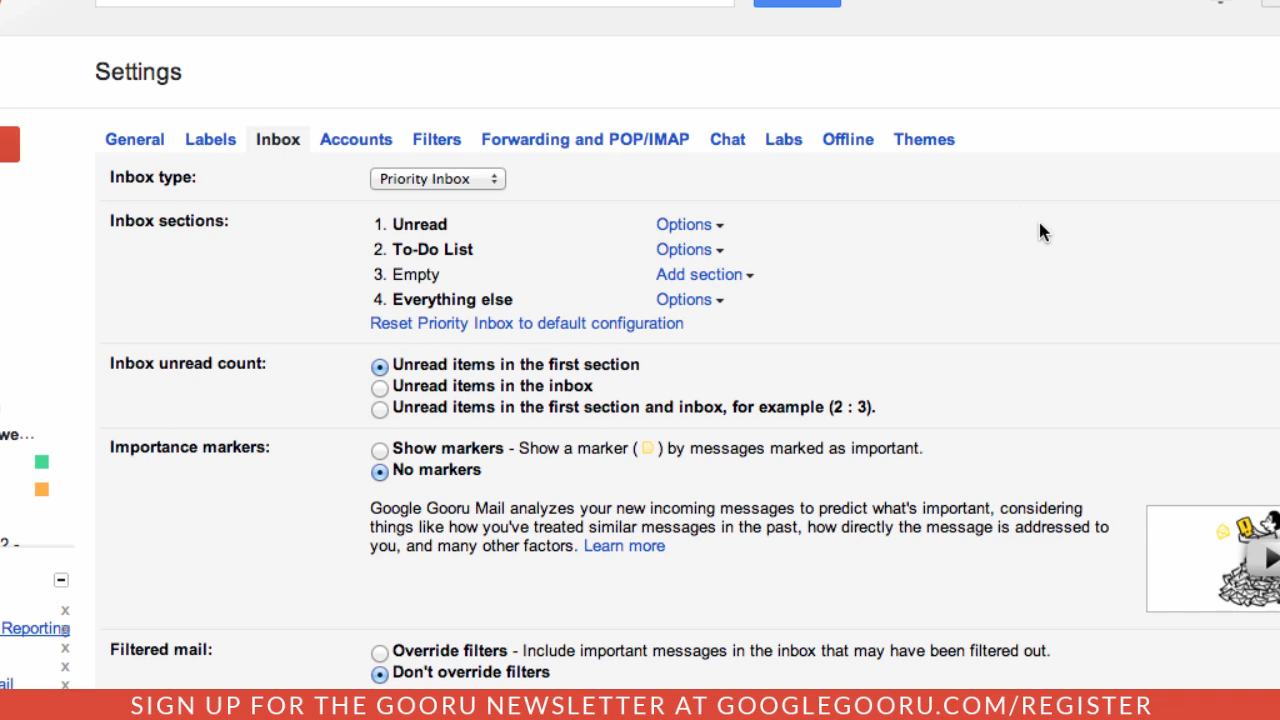 Settings
General Labels Inbox Accounts Filters Forwarding and POP/IMAP Chat Labs Offline Themes
Inbox type: Priority Inbox
Inbox sections: 1. Unread Options
2. To-Do List Options
3. Empty Add section
4. Everything else Options
Reset Priority Inbox to default configuration
Inbox unread count: Unread items in the first section
Unread items in the inbox
Unread items in the first section and inbox, for example (2 : 3).
we...
Importance markers: Show markers - Show a marker ( ) by messages marked as important.
No markers
Google Gooru Mail analyzes your new incoming messages to predict what's important, considering
things like how you've treated similar messages in the past, how directly the message is addressed to
you, and many other factors. Learn more
2 -
x
Reporting
x
x
ail x
Filtered mail: Override filters - Include important messages in the inbox that may have been filtered out.
Don't override filters
SIGN UP FOR THE GOORU NEWSLETTER AT GOOGLEGOORU.COM/REGISTER